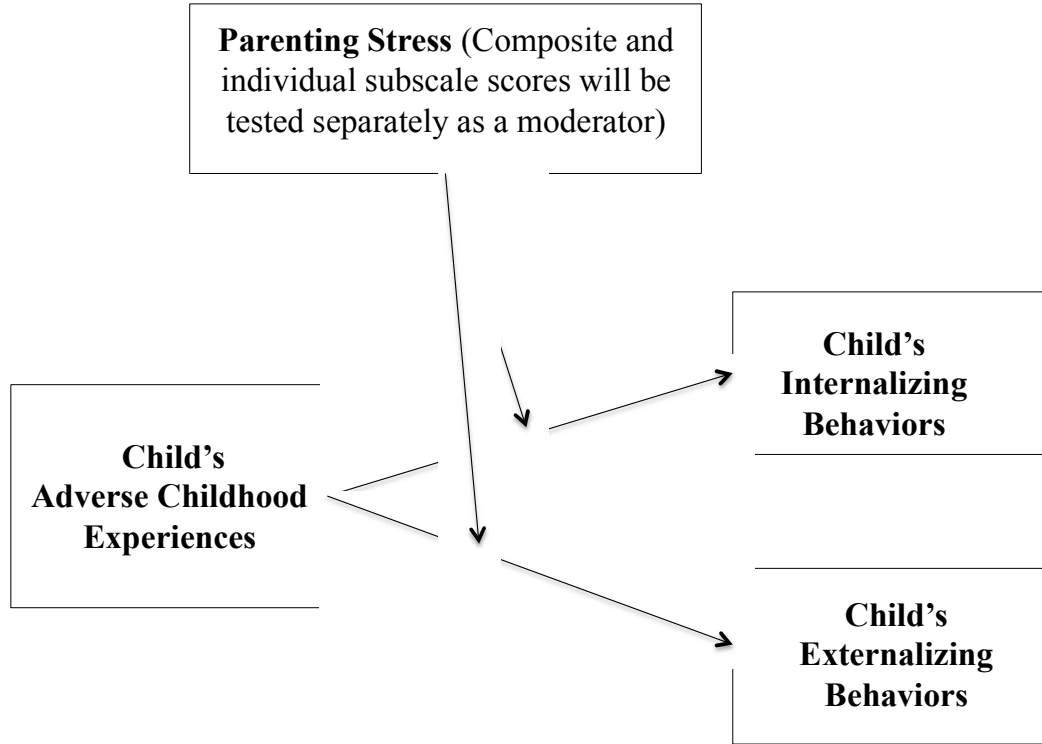 Parenting Stress (Composite and
individual subscale scores will be
tested separately as a moderator)
Child’s
Internalizing
Behaviors
Child’s
Adverse Childhood
Experiences
Child’s
Externalizing
Behaviors